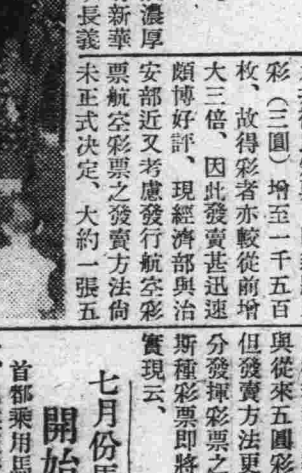 彩（三圓）增至一千五百
枚、故得彩者亦較從前增
大三倍、因此發賣甚迅速
頗博好評、現經濟部與治
安部近又考慮發行航空彩
票航空彩票之發賣方法尙
未正式决定、大約一張五
濃厚
新華
長義
與從來五圓彩
但發賣方法更
分發揮彩票之
斯種彩票即將
實現云、
七月份馬
開始
首都乘用馬